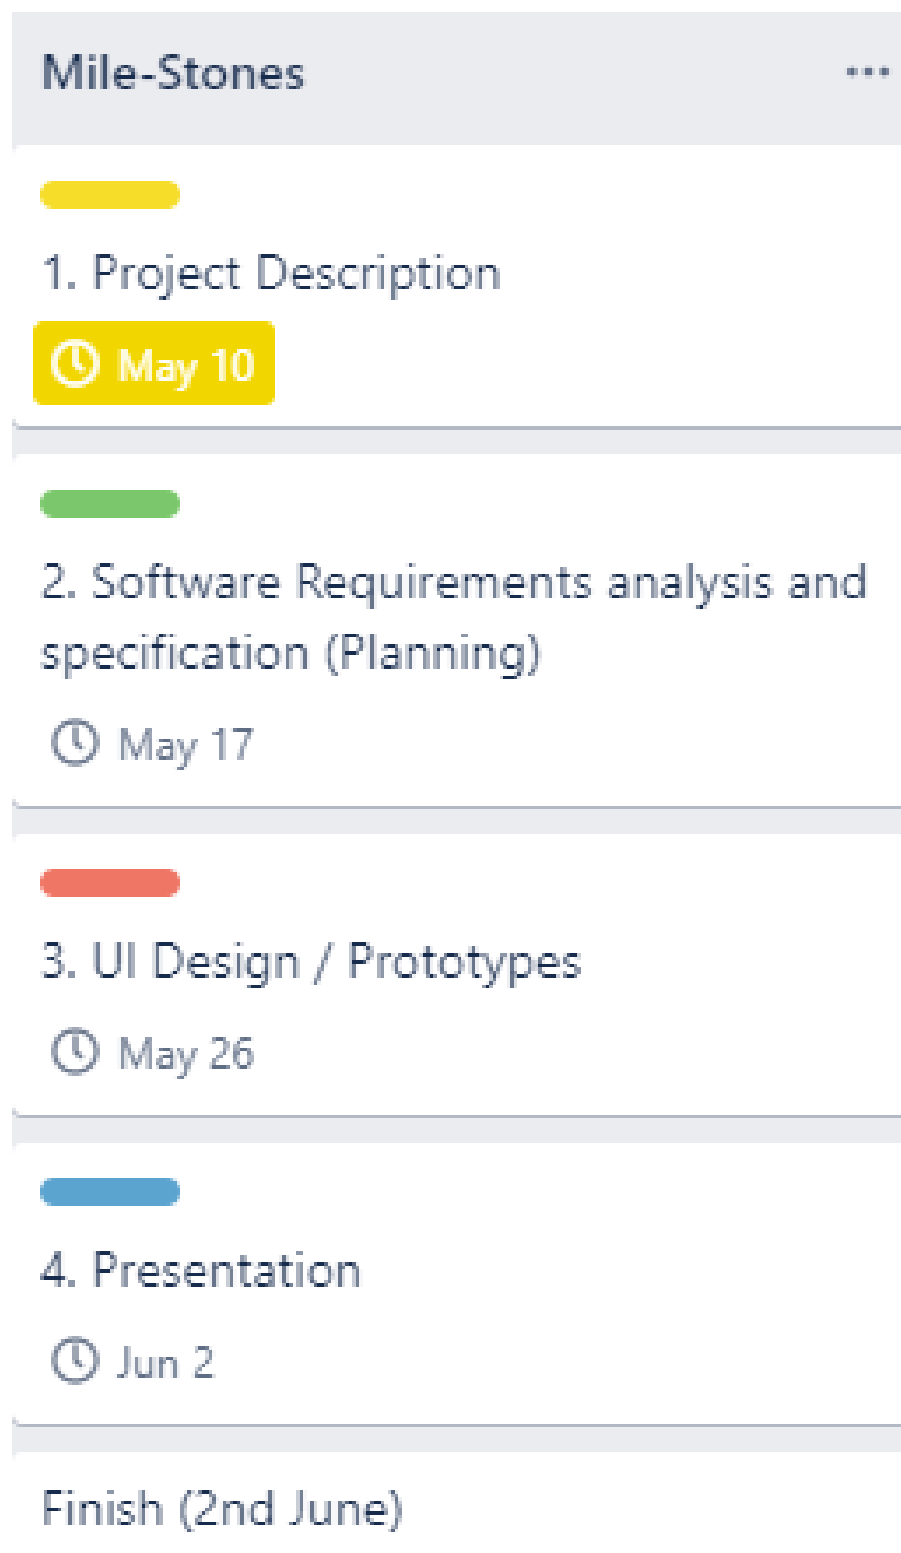 Mile-Stones
1. Project Description
May 10
2. Software Requirements analysis and
specification (Planning)
May 17
3. UI Design / Prototypes
May 26
4. Presentation
Jun 2
Finish (2nd June)